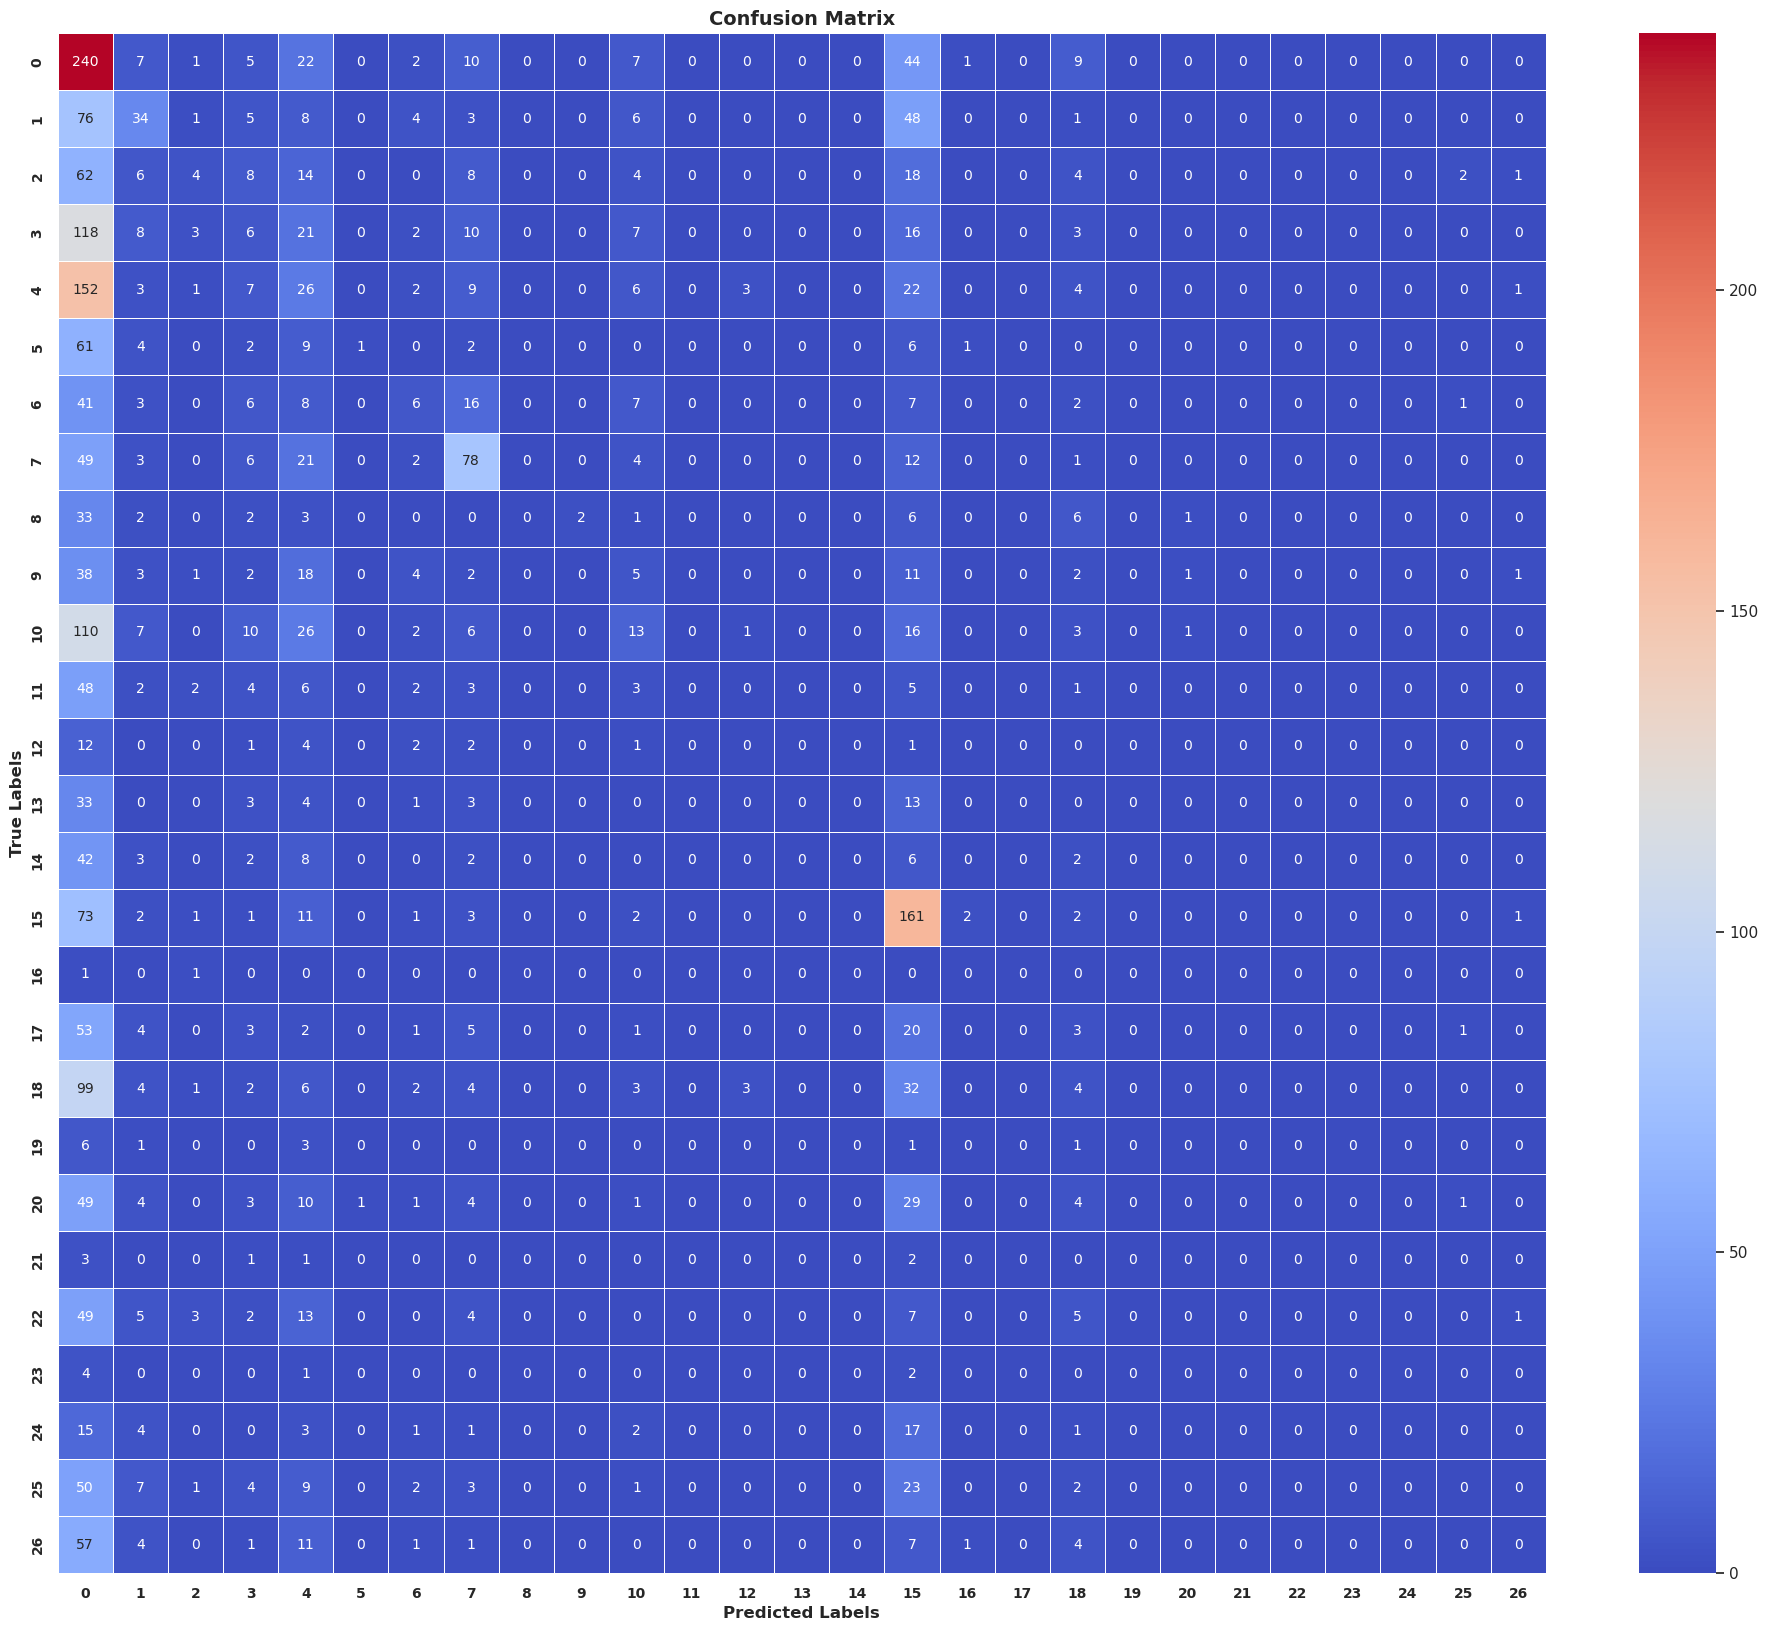 Confusion Matrix
0 240 7 1 5 22 0 2 10 0 0 7 0 0 0 0 44 1 0 9 0 0 0 0 0 0 0 0
1 76 34 1 5 8 0 4 3 0 0 6 0 0 0 0 48 0 0 1 0 0 0 0 0 0 0 0
2 62 6 4 8 14 0 0 8 0 0 4 0 0 0 0 18 0 0 4 0 0 0 0 0 0 2 1
3 118 8 3 6 21 0 2 10 0 0 7 0 0 0 0 16 0 0 3 0 0 0 0 0 0 0 0
4 152 3 1 7 26 0 2 9 0 0 6 0 3 0 0 22 0 0 4 0 0 0 0 0 0 0 1
200
5 61 4 0 2 9 1 0 2 0 0 0 0 0 0 0 6 1 0 0 0 0 0 0 0 0 0 0
6 41 3 0 6 8 0 6 16 0 0 7 0 0 0 0 7 0 0 2 0 0 0 0 0 0 1 0
7 49 3 0 6 21 0 2 78 0 0 4 0 0 0 0 12 0 0 1 0 0 0 0 0 0 0 0
8 33 2 0 2 3 0 0 0 0 2 1 0 0 0 0 6 0 0 6 0 1 0 0 0 0 0 0
9 38 3 1 2 18 0 4 2 0 0 5 0 0 0 0 11 0 0 2 0 1 0 0 0 0 0 1
150
10 110 7 0 10 26 0 2 6 0 0 13 0 1 0 0 16 0 0 3 0 1 0 0 0 0 0 0
11 48 2 2 4 6 0 2 3 0 0 3 0 0 0 0 5 0 0 1 0 0 0 0 0 0 0 0
12 12 0 0 1 4 0 2 2 0 0 1 0 0 0 0 1 0 0 0 0 0 0 0 0 0 0 0
True Labels
13 33 0 0 3 4 0 1 3 0 0 0 0 0 0 0 13 0 0 0 0 0 0 0 0 0 0 0
14 42 3 0 2 8 0 0 2 0 0 0 0 0 0 0 6 0 0 2 0 0 0 0 0 0 0 0
15 73 2 1 1 11 0 1 3 0 0 2 0 0 0 0 161 2 0 2 0 0 0 0 0 0 0 1
100
16 1 0 1 0 0 0 0 0 0 0 0 0 0 0 0 0 0 0 0 0 0 0 0 0 0 0 0
17 53 4 0 3 2 0 1 5 0 0 1 0 0 0 0 20 0 0 3 0 0 0 0 0 0 1 0
18 99 4 1 2 6 0 2 4 0 0 3 0 3 0 0 32 0 0 4 0 0 0 0 0 0 0 0
19 6 1 0 0 3 0 0 0 0 0 0 0 0 0 0 1 0 0 1 0 0 0 0 0 0 0 0
20 49 4 0 3 10 1 1 4 0 0 1 0 0 0 0 29 0 0 4 0 0 0 0 0 0 1 0
21 3 0 0 1 1 0 0 0 0 0 0 0 0 0 0 2 0 0 0 0 0 0 0 0 0 0 0
50
22 49 5 3 2 13 0 0 4 0 0 0 0 0 0 0 7 0 0 5 0 0 0 0 0 0 0 1
23 4 0 0 0 1 0 0 0 0 0 0 0 0 0 0 2 0 0 0 0 0 0 0 0 0 0 0
24 15 4 0 0 3 0 1 1 0 0 2 0 0 0 0 17 0 0 1 0 0 0 0 0 0 0 0
25 50 7 1 4 9 0 2 3 0 0 1 0 0 0 0 23 0 0 2 0 0 0 0 0 0 0 0
26 57 4 0 1 11 0 1 1 0 0 0 0 0 0 0 7 1 0 4 0 0 0 0 0 0 0 0
0
0 1 2 3 4 5 6 7 8 9 10 11 12 13 14 15 16 17 18 19 20 21 22 23 24 25 26
Predicted Labels